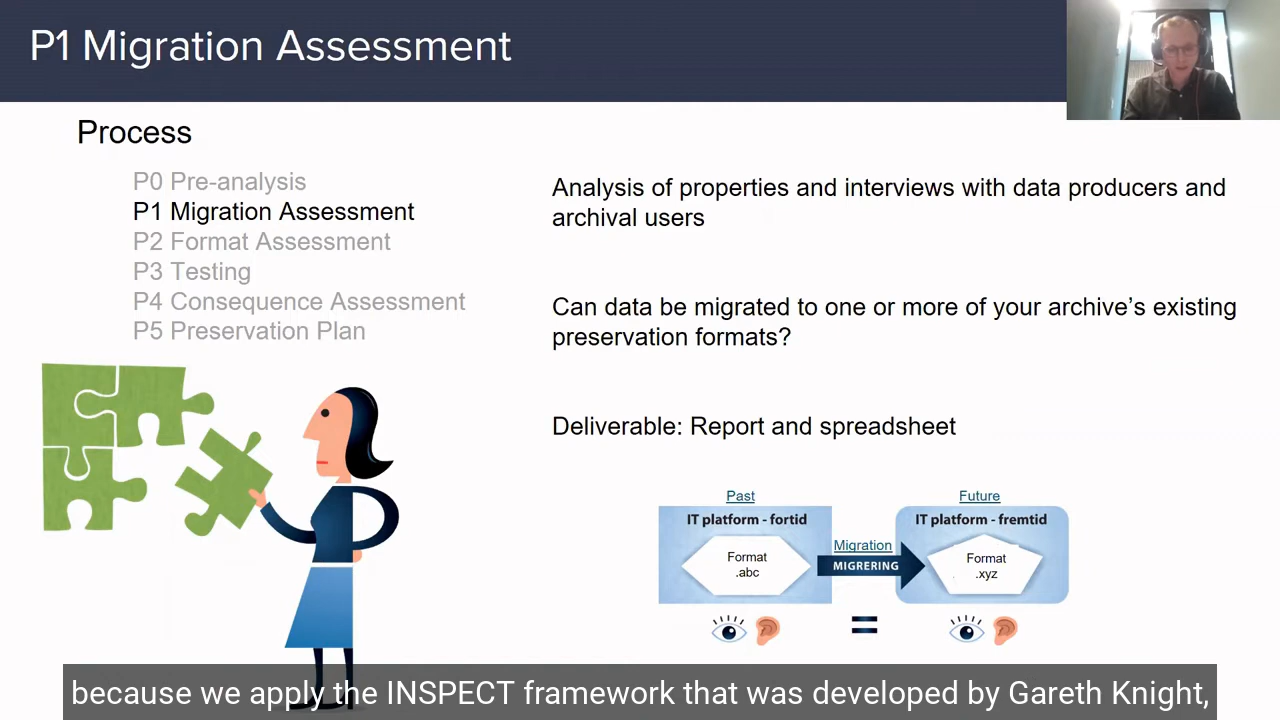 P1 Migration Assessment
Process
P0 Pre-analysis
P1 Migration Assessment
P2 Format Assessment
P3 Testing
P4 Consequence Assessment
P5 Preservation Plan
Analysis of properties and interviews with data producers and
archival users
Can data be migrated to one or more of your archive’s existing
preservation formats?
Deliverable: Report and spreadsheet
Past
IT platform - fortid
Format
.abc
Migration
MIGRERING
Future
IT platform - fremtid
Format
.xyz
because we apply the INSPECT framework that was developed by Gareth Knight,